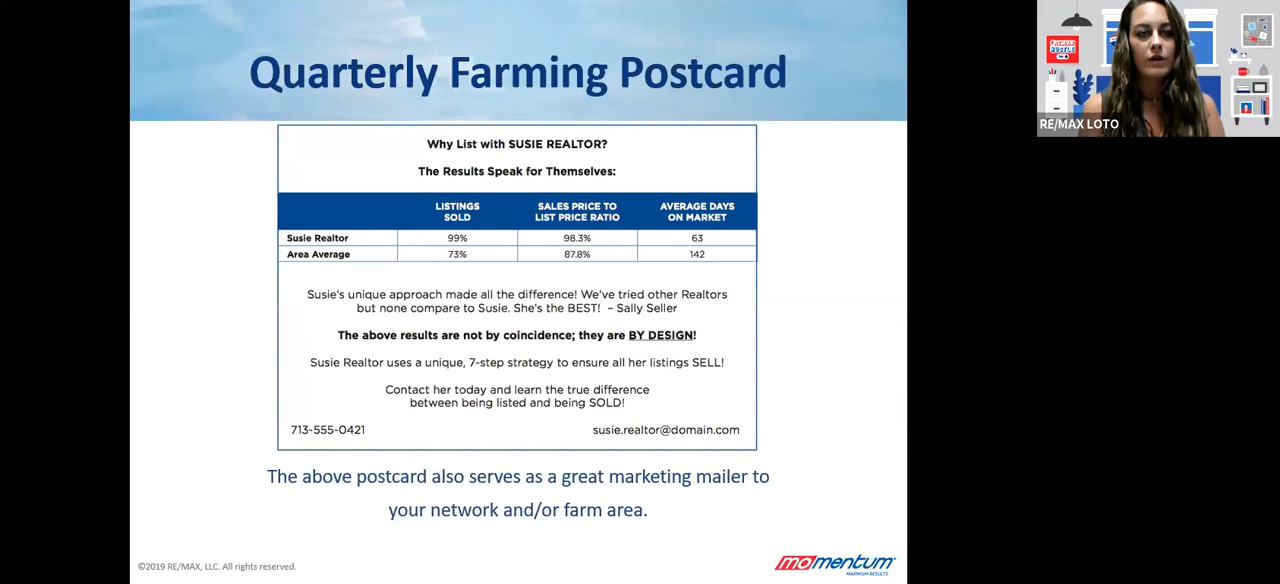 Quarterly Farming Postcard
Why List with SUSIE REALTOR?
The Results Speak for Themselves:
LISTINGS SOLD SALES PRICE TO LIST PRICE RATIO AVERAGE DAYS ON MARKET
Susie Realtor 99% 98.3% 63
Area Average 73% 87.8% 142
Susie's unique approach made all the difference! We've tried other Realtors
but none compare to Susie. She's the BEST! – Sally Seller
The above results are not by coincidence; they are BY DESIGN!
Susie Realtor uses a unique, 7-step strategy to ensure all her listings SELL!
Contact her today and learn the true difference
between being listed and being SOLD!
713-555-0421 susie.realtor@domain.com
The above postcard also serves as a great marketing mailer to
your network and/or farm area.
©2019 RE/MAX, LLC. All rights reserved.
momentum
MAXIMUM RESULTS
RE/MAX LOTO